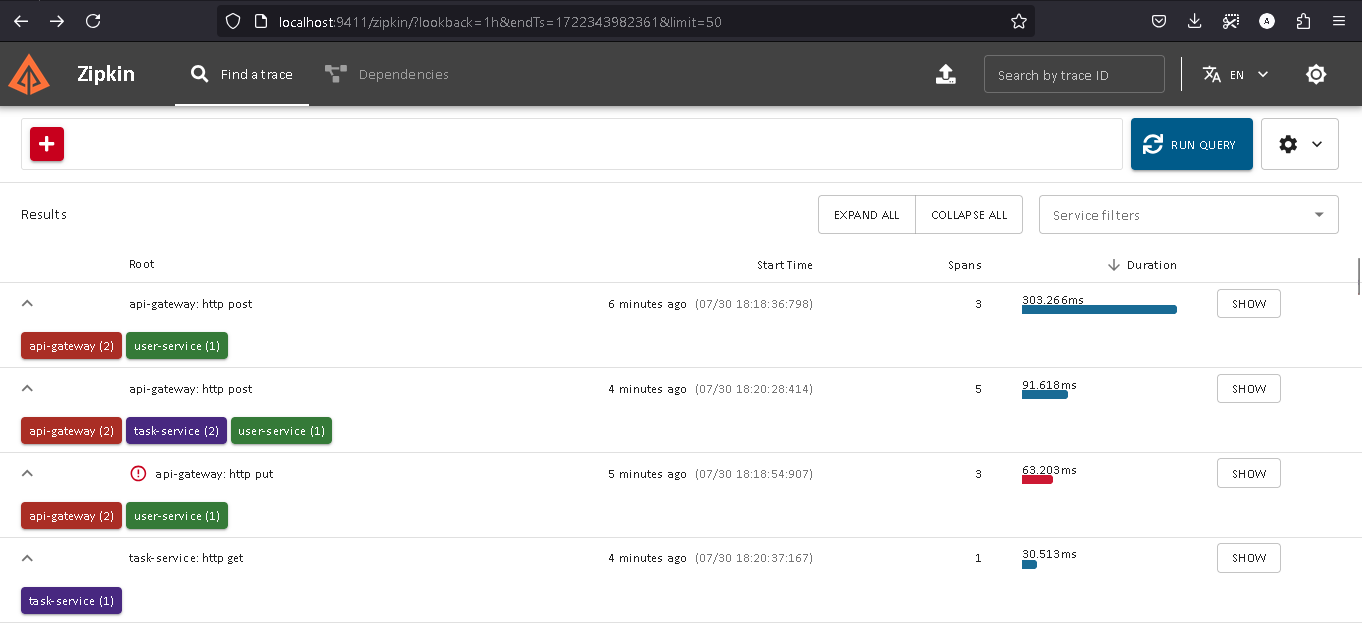 localhost:9411/zipkin/?lookback=1h&endTs=1722343982361&limit=50
A
Zipkin Find a trace Dependencies Search by trace ID EN
RUN QUERY
Results EXPAND ALL COLLAPSE ALL Service filters
Root Start Time Spans Duration
api-gateway: http post 6 minutes ago (07/30 18:18:36:798) 3 303.266ms SHOW
api-gateway (2) user-service (1)
api-gateway: http post 4 minutes ago (07/30 18:20:28:414) 5 91.618ms SHOW
api-gateway (2) task-service (2) user-service (1)
api-gateway: http put 5 minutes ago (07/30 18:18:54:907) 3 63.203ms SHOW
api-gateway (2) user-service (1)
task-service: http get 4 minutes ago (07/30 18:20:37:167) 1 30.513ms SHOW
task-service (1)